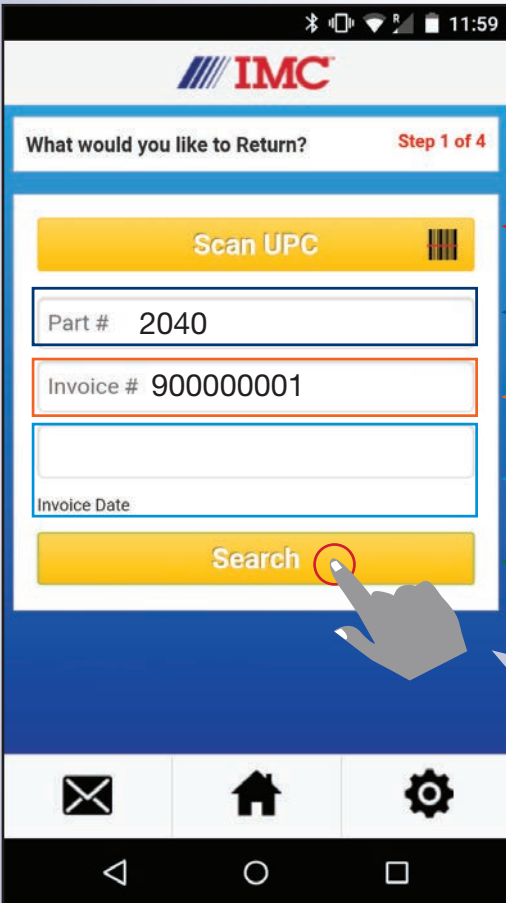 R 11:59
IMC
What would you like to Return? Step 1 of 4
Scan UPC
Part # 2040
Invoice # 900000001
Invoice Date
Search